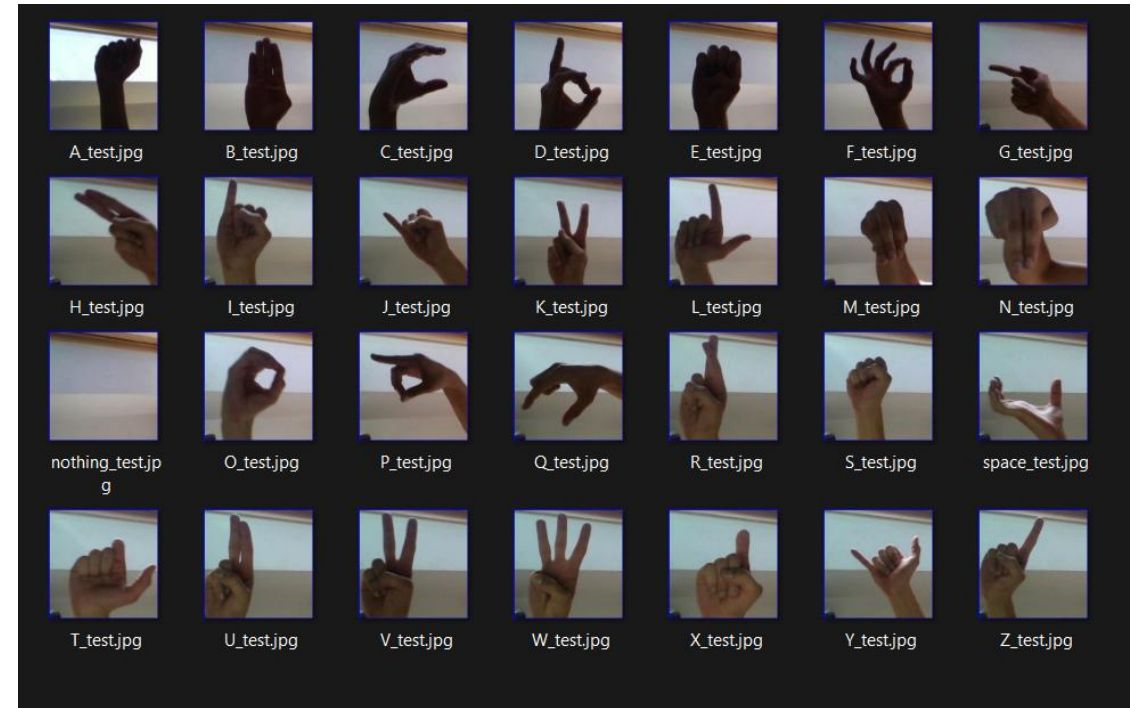 A_test.jpg B_test.jpg C_test.jpg D_test.jpg E_test.jpg F_test.jpg G_test.jpg
H_test.jpg I_test.jpg J_test.jpg K_test.jpg L_test.jpg M_test.jpg N_test.jpg
nothing_test.jp O_test.jpg P_test.jpg Q_test.jpg R_test.jpg S_test.jpg space_test.jpg
g
T_test.jpg U_test.jpg V_test.jpg W_test.jpg X_test.jpg Y_test.jpg Z_test.jpg